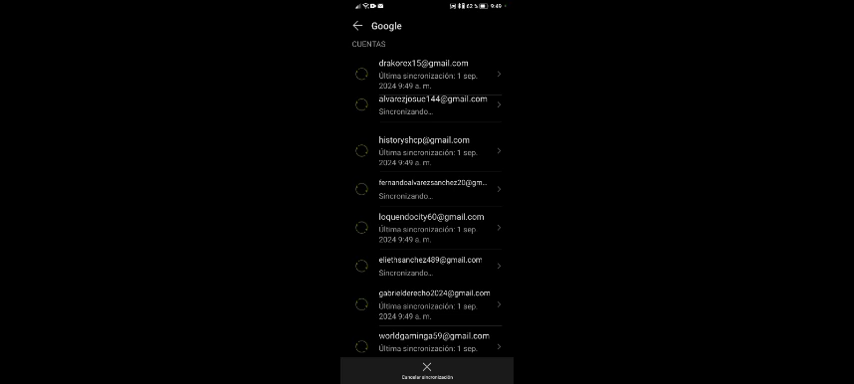 62 % 9:49
Google
CUENTAS
drakorex15@gmail.com
Última sincronización: 1 sep.
2024 9:49 a. m.
alvarezjosue144@gmail.com
Sincronizando...
historyshcp@gmail.com
Última sincronización: 1 sep.
2024 9:49 a. m.
fernandoalvarezsanchez20@gm...
Sincronizando...
loquendocity60@gmail.com
Última sincronización: 1 sep.
2024 9:49 a. m.
eliethsanchez489@gmail.com
Sincronizando...
gabrielderecho2024@gmail.com
Última sincronización: 1 sep.
2024 9:49 a. m.
worldgaminga59@gmail.com
Última sincronización: 1 sep.
Cancelar sincronización